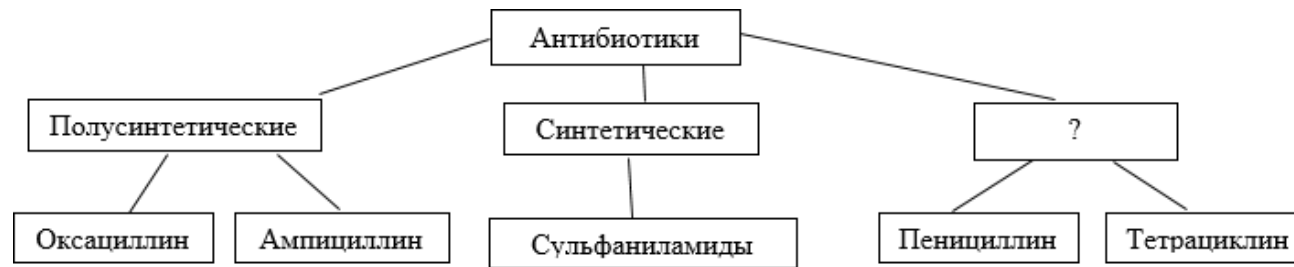 Антибиотики
Полусинтетические
Синтетические
?
Оксациллин
Ампициллин
Сульфаниламиды
Пенициллин
Тетрациклин